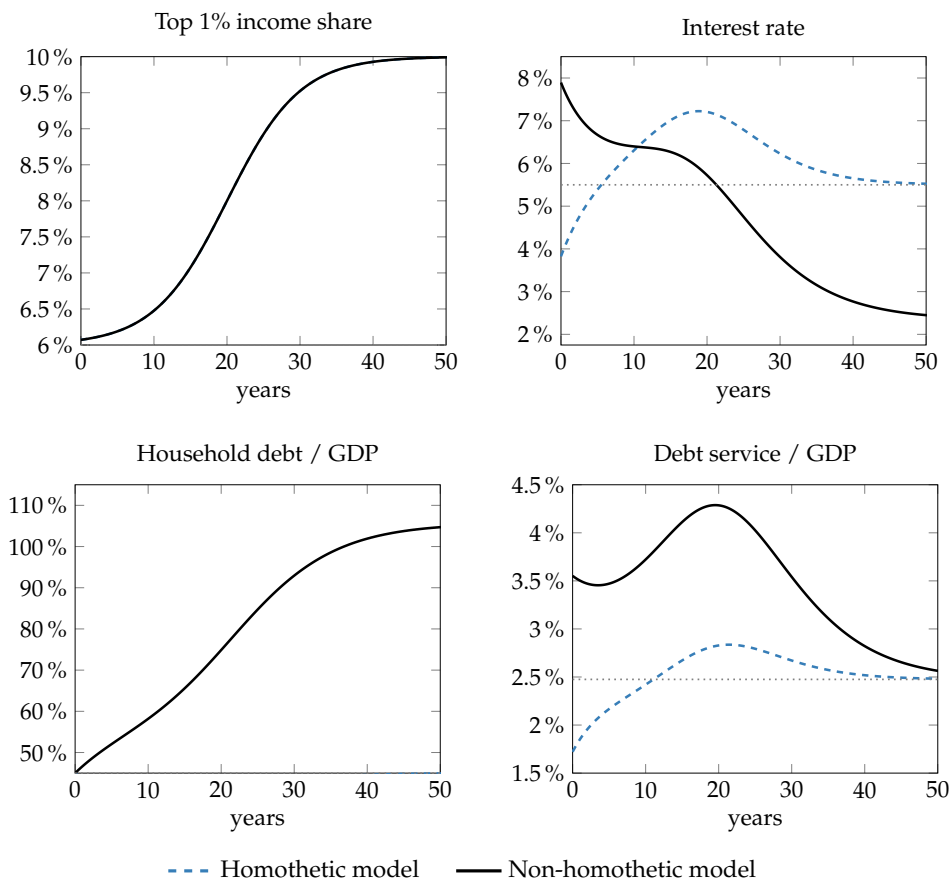 Top 1% income share
10 %
9.5 %
9 %
8.5 %
8 %
7.5 %
7 %
6.5 %
6 %
0 10 20 30 40 50
years
Interest rate
8 %
7 %
6 %
5 %
4 %
3 %
2 %
0 10 20 30 40 50
years
Household debt / GDP
110 %
100 %
90 %
80 %
70 %
60 %
50 %
0 10 20 30 40 50
years
Debt service / GDP
4.5 %
4 %
3.5 %
3 %
2.5 %
2 %
1.5 %
0 10 20 30 40 50
years
Homothetic model Non-homothetic model